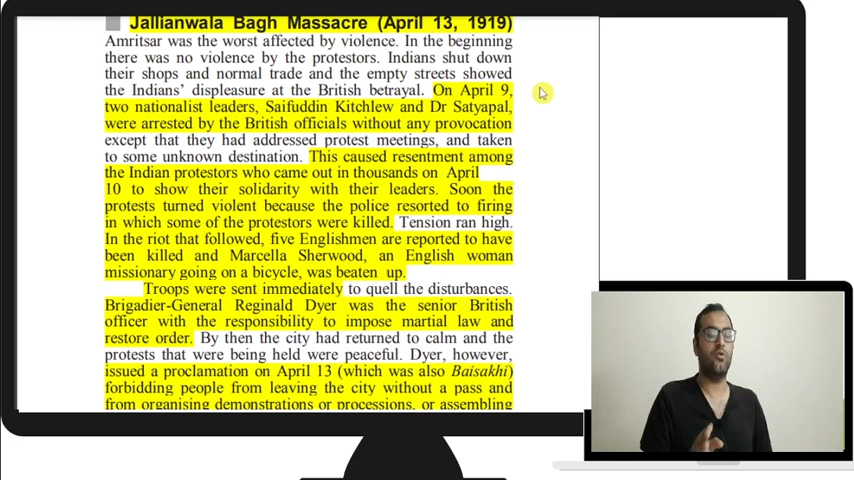 Jallianwala Bagh Massacre (April 13, 1919)
Amritsar was the worst affected by violence. In the beginning
there was no violence by the protestors. Indians shut down
their shops and normal trade and the empty streets showed
the Indians' displeasure at the British betrayal. On April 9,
two nationalist leaders, Saifuddin Kitchlew and Dr Satyapal,
were arrested by the British officials without any provocation
except that they had addressed protest meetings, and taken
to some unknown destination. This caused resentment among
the Indian protestors who came out in thousands on April
10 to show their solidarity with their leaders. Soon the
protests turned violent because the police resorted to firing
in which some of the protestors were killed. Tension ran high.
In the riot that followed, five Englishmen are reported to have
been killed and Marcella Sherwood, an English woman
missionary going on a bicycle, was beaten up.
Troops were sent immediately to quell the disturbances.
Brigadier-General Reginald Dyer was the senior British
officer with the responsibility to impose martial law and
restore order. By then the city had returned to calm and the
protests that were being held were peaceful. Dyer, however,
issued a proclamation on April 13 (which was also Baisakhi)
forbidding people from leaving the city without a pass and
from organising demonstrations or processions, or assembling